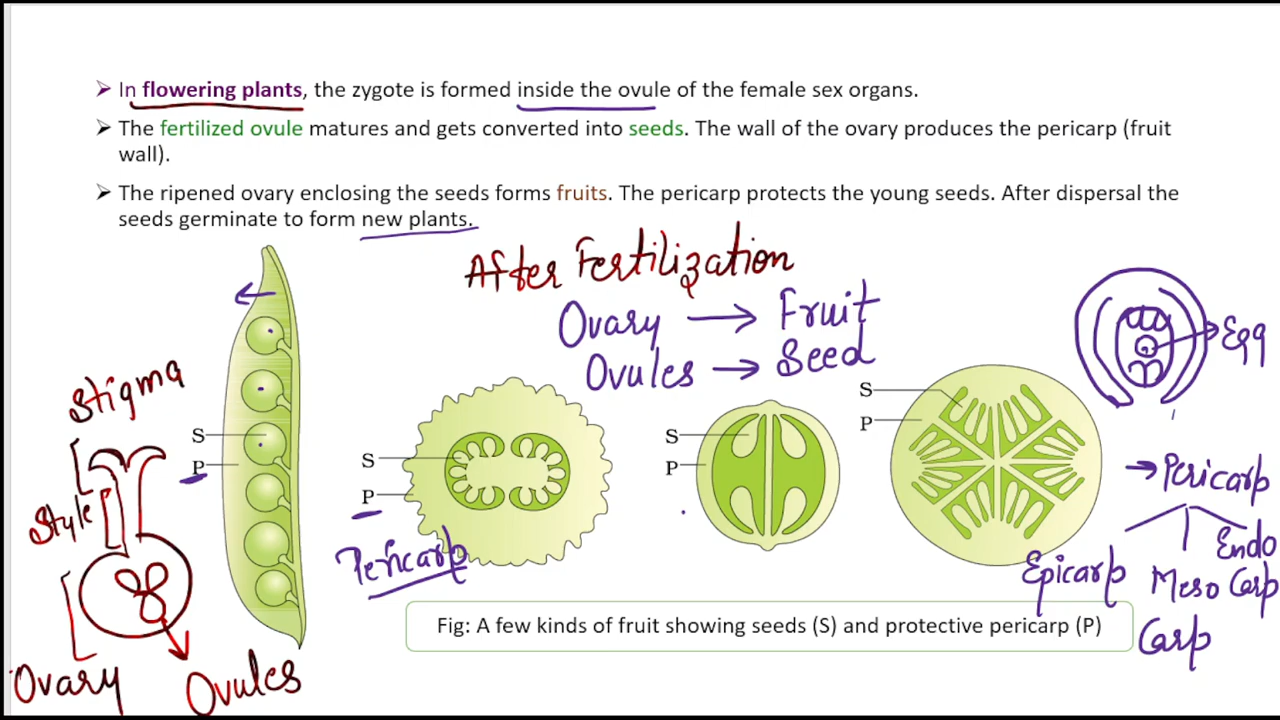 ➢ In flowering plants, the zygote is formed inside the ovule of the female sex organs.
➢ The fertilized ovule matures and gets converted into seeds. The wall of the ovary produces the pericarp (fruit
wall).
➢ The ripened ovary enclosing the seeds forms fruits. The pericarp protects the young seeds. After dispersal the
seeds germinate to form new plants.
After Fertilization
Ovary → Fruit
Ovules → Seed
Egg
Stigma
Style
Ovary
Ovules
S
P
S
P
Pericarp
S
P
S
P
→ Pericarp
Epicarp
Meso
Carp
Endo
Carp
Fig: A few kinds of fruit showing seeds (S) and protective pericarp (P)